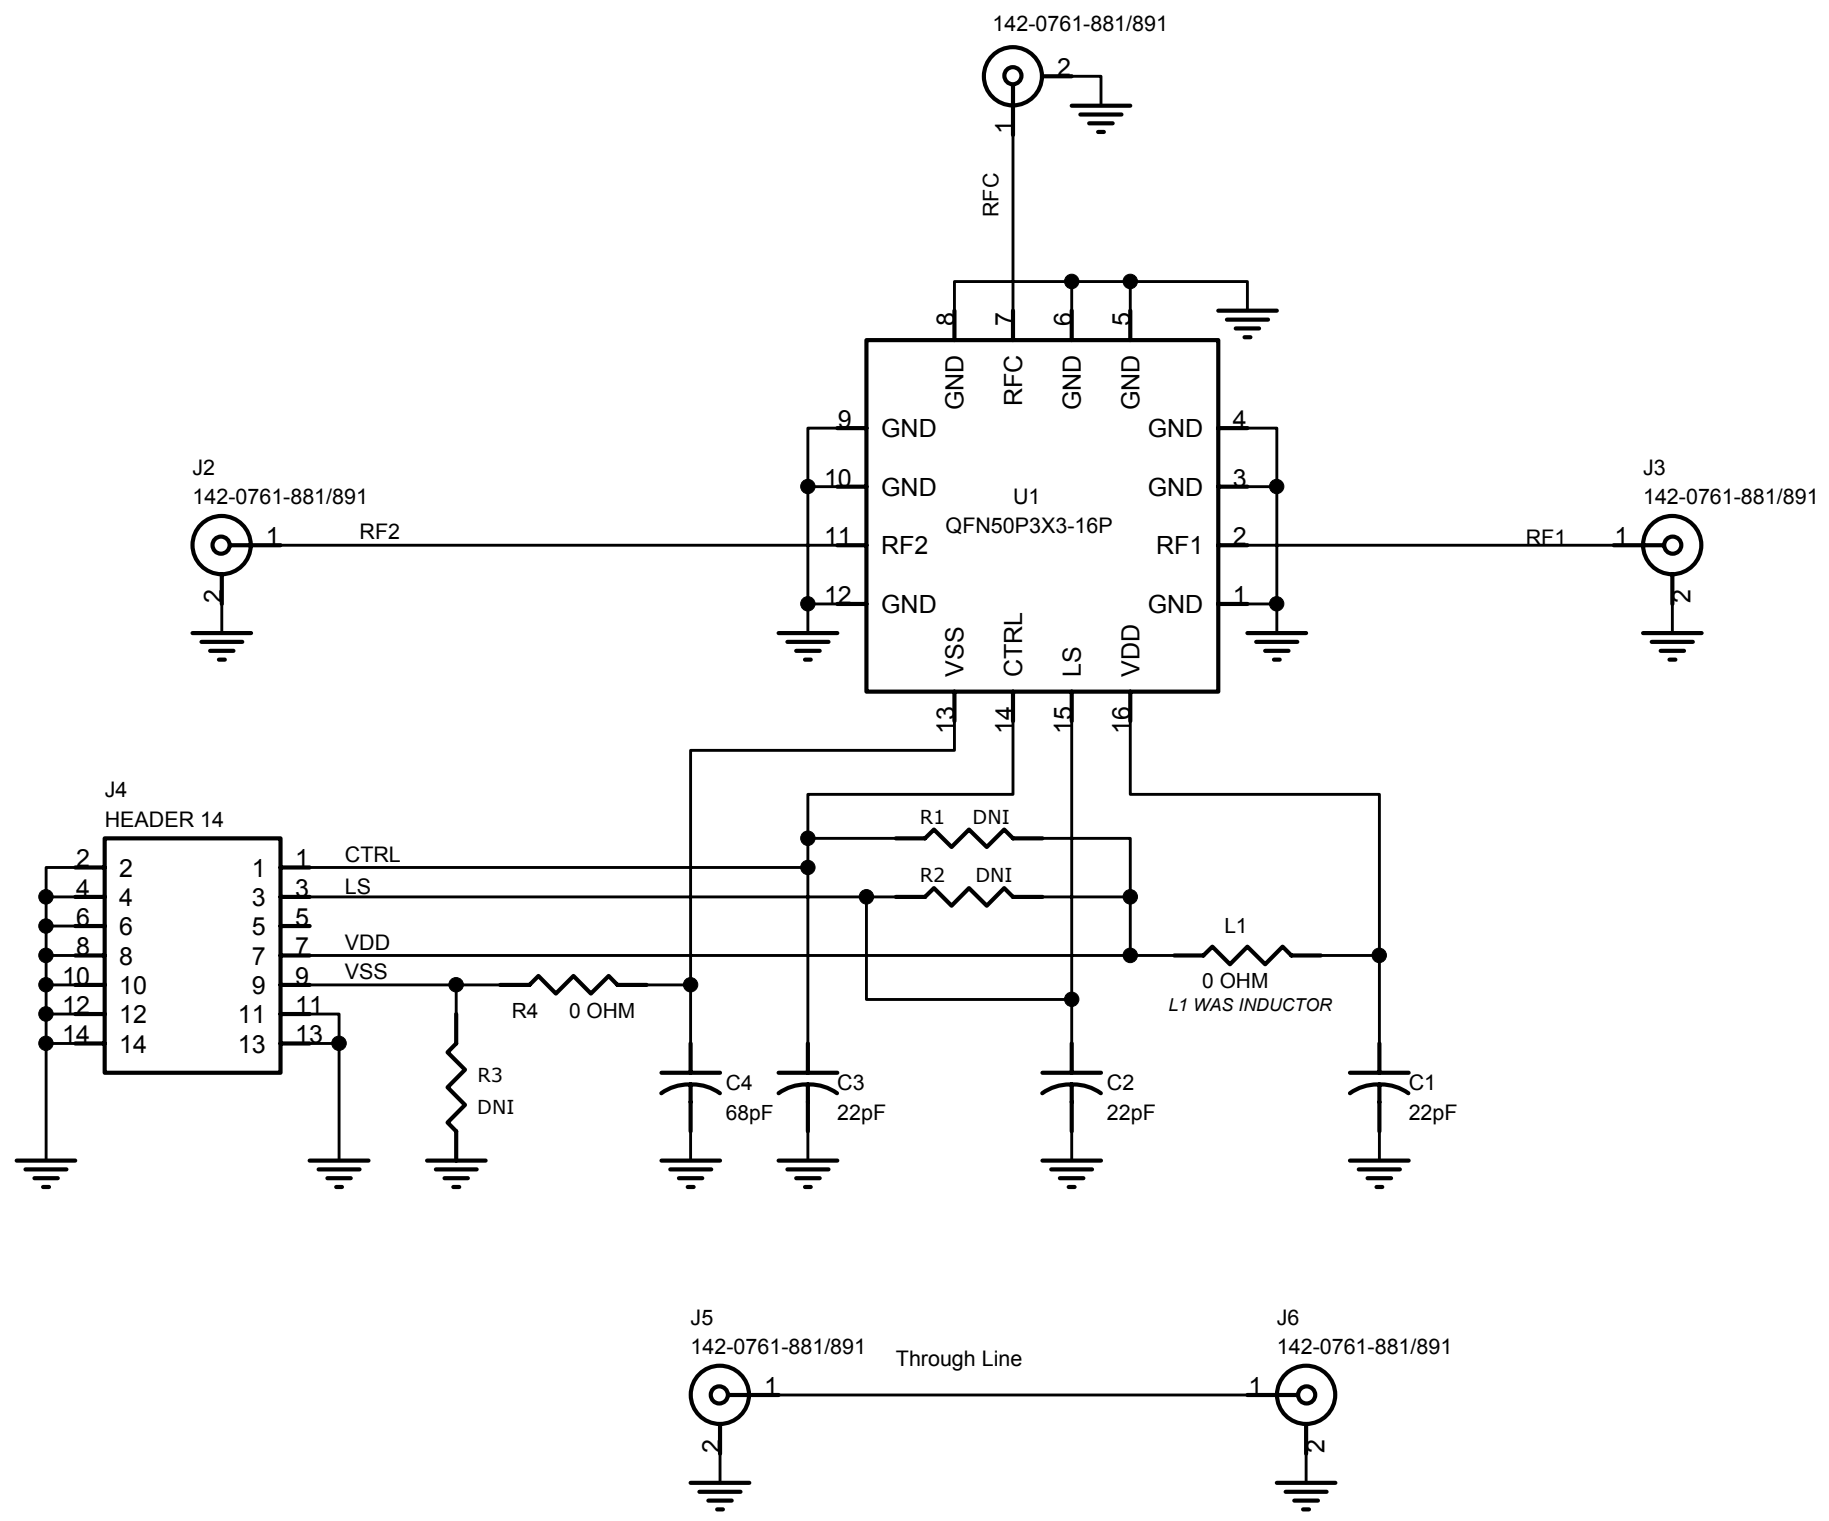 142-0761-881/891
2
1
RFC
8
7
6
5
GND
RFC
GND
GND
9
GND
GND
4
10
GND
GND
3
U1
QFN50P3X3-16P
11
RF2
RF1
2
12
GND
GND
1
VSS
CTRL
LS
VDD
13
14
15
16
J2
142-0761-881/891
1
RF2
2
J3
142-0761-881/891
RF1
1
2
J4
HEADER 14
2
2
1
1
CTRL
4
4
3
3
LS
6
6
5
5
8
8
7
7
VDD
10
10
9
9
VSS
12
12
11
11
14
14
13
13
R1
DNI
R2
DNI
L1
0 OHM
L1 WAS INDUCTOR
R4
0 OHM
R3
DNI
C4
68pF
C3
22pF
C2
22pF
C1
22pF
J5
142-0761-881/891
1
2
Through Line
J6
142-0761-881/891
1
2